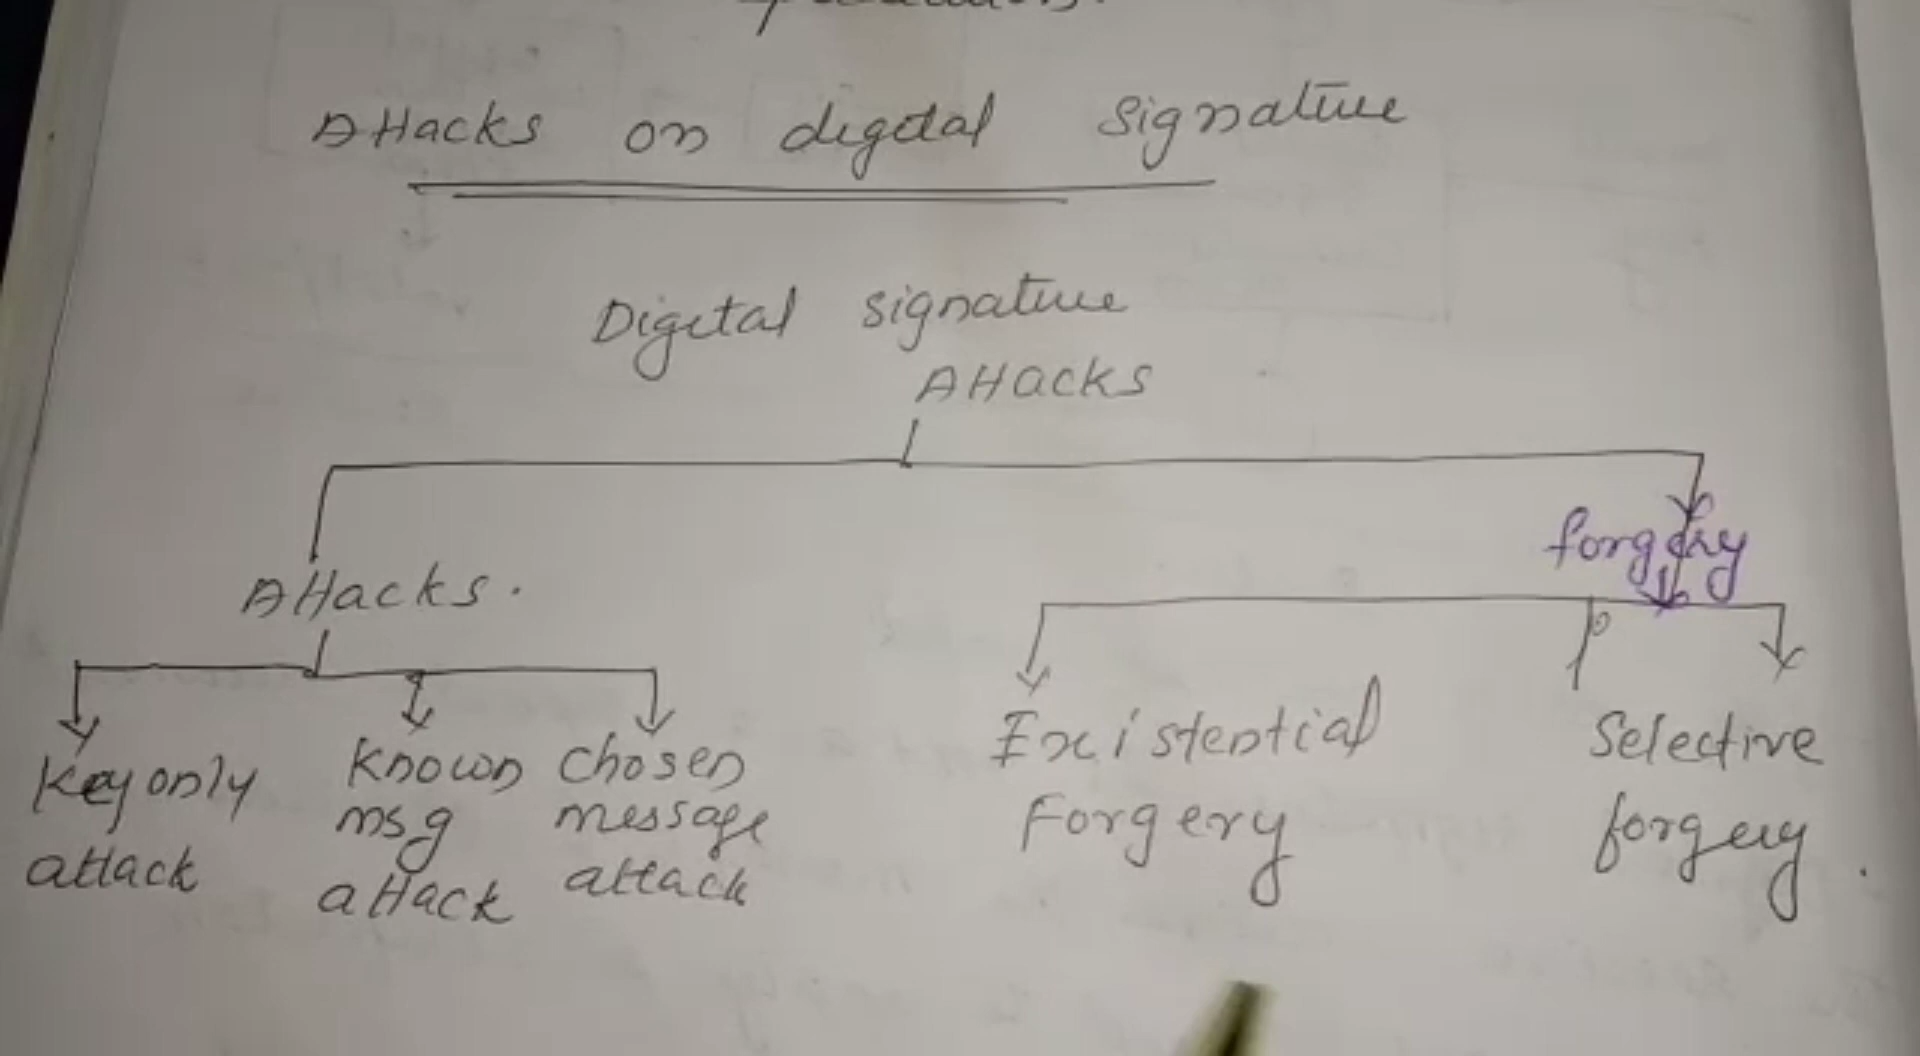 Attacks on digital Signature
Digital signature
Attacks
forgery
Attacks.
Key only
attack
Known
msg
attack
chosen
message
attack
Existential
Forgery
Selective
forgery.